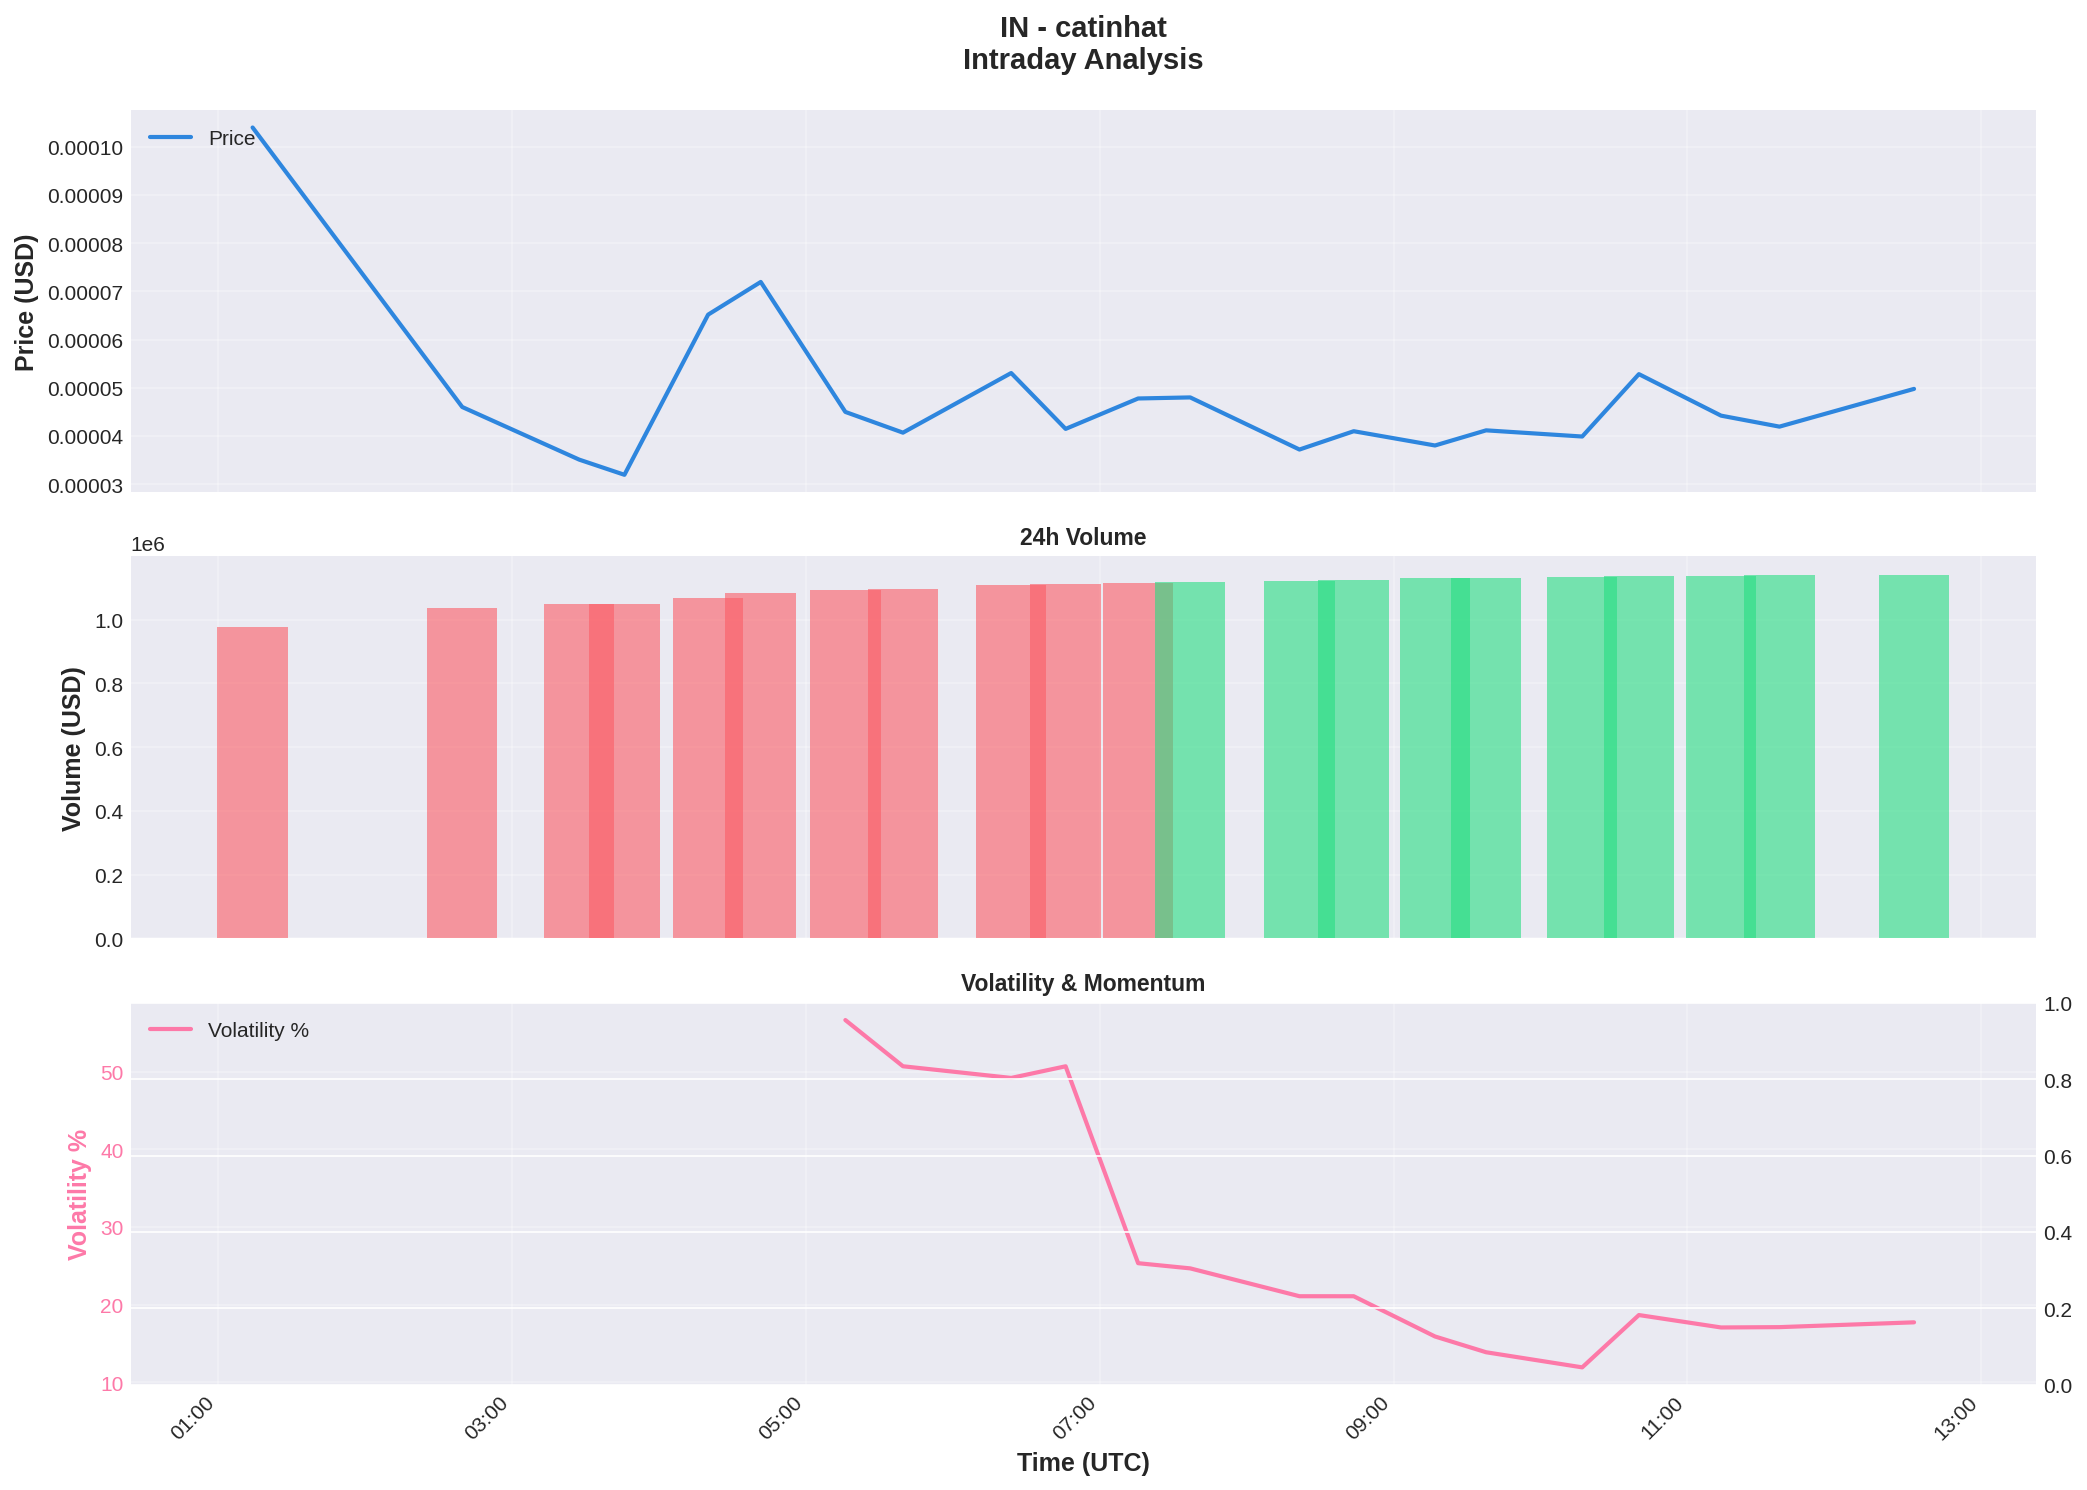 IN - catinhat
Intraday Analysis
Price
Price (USD)
0.00010
0.00009
0.00008
0.00007
0.00006
0.00005
0.00004
0.00003
24h Volume
1e6
Volume (USD)
1.0
0.8
0.6
0.4
0.2
0.0
Volatility & Momentum
Volatility %
Volatility %
50
40
30
20
10
1.0
0.8
0.6
0.4
0.2
0.0
01:00
03:00
05:00
07:00
09:00
11:00
13:00
Time (UTC)